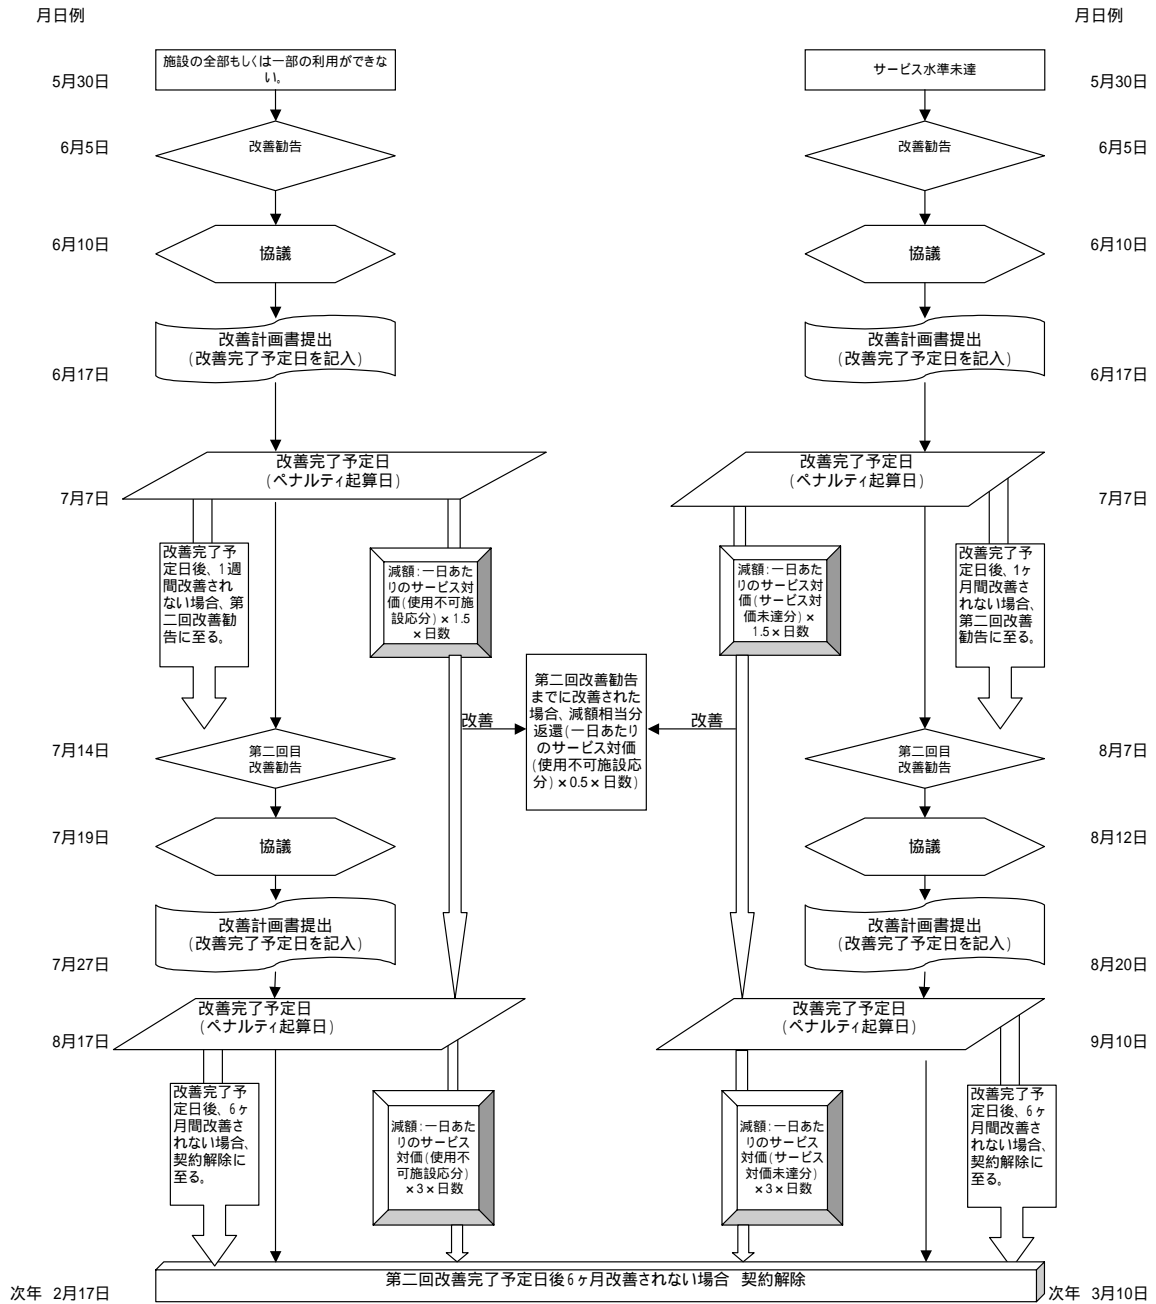 月日例
月日例
施設の全部もしくは一部の利用ができな
い。
5月30日
サービス水準未達
5月30日
改善勧告
6月5日
改善勧告
6月5日
協議
6月10日
協議
6月10日
改善計画書提出
(改善完了予定日を記入)
6月17日
改善計画書提出
(改善完了予定日を記入)
6月17日
改善完了予定日
(ペナルティ起算日)
7月7日
改善完了予定日
(ペナルティ起算日)
7月7日
改善完了予
定日後、1週
間改善され
ない場合、第
二回改善勧
告に至る。
減額:一日あた
りのサービス対
価(使用不可施
設応分)×1.5
×日数
減額:一日あた
りのサービス対
価(サービス対
価未達分)×
1.5×日数
改善完了予
定日後、1ヶ
月間改善さ
れない場合、
第二回改善
勧告に至る。
改善
第二回改善勧告
までに改善された
場合、減額相当分
返還(一日あたり
のサービス対価
(使用不可施設応
分)×0.5×日数)
改善
第二回目
改善勧告
7月14日
第二回目
改善勧告
8月7日
協議
7月19日
協議
8月12日
改善計画書提出
(改善完了予定日を記入)
7月27日
改善計画書提出
(改善完了予定日を記入)
8月20日
改善完了予定日
(ペナルティ起算日)
8月17日
改善完了予定日
(ペナルティ起算日)
9月10日
改善完了予
定日後、6ヶ
月間改善さ
れない場合、
契約解除に
至る。
減額:一日あた
りのサービス
対価(使用不
可施設応分)
×3×日数
減額:一日あた
りのサービス
対価(サービス
対価未達分)
×3×日数
改善完了予
定日後、6ヶ
月間改善さ
れない場合、
契約解除に
至る。
第二回改善完了予定日後6ヶ月改善されない場合 契約解除
次年 2月17日
次年 3月10日